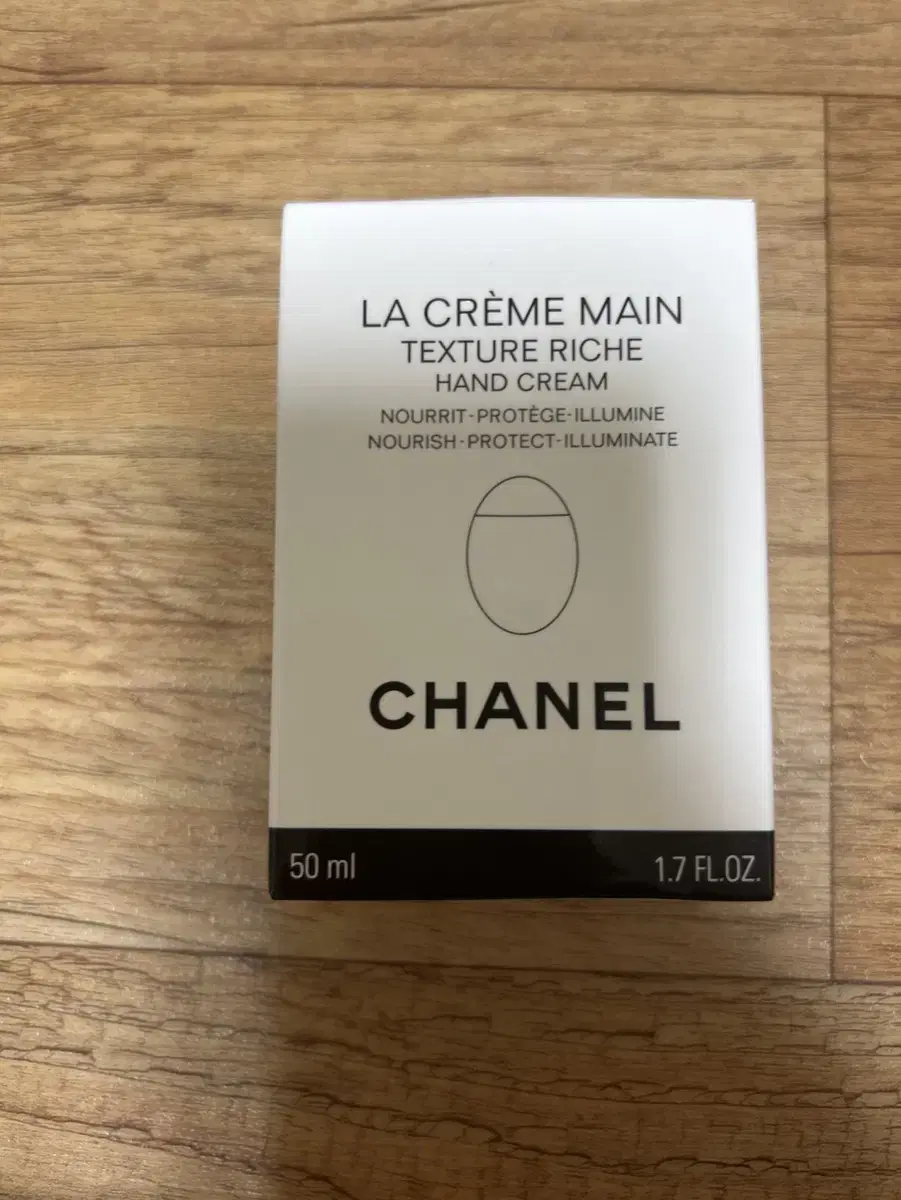 LA CRÈME MAIN
TEXTURE RICHE
HAND CREAM
NOURRIT-PROTÈGE-ILLUMINE
NOURISH-PROTECT-ILLUMINATE
CHANEL
50 ml 1.7 FL.OZ.